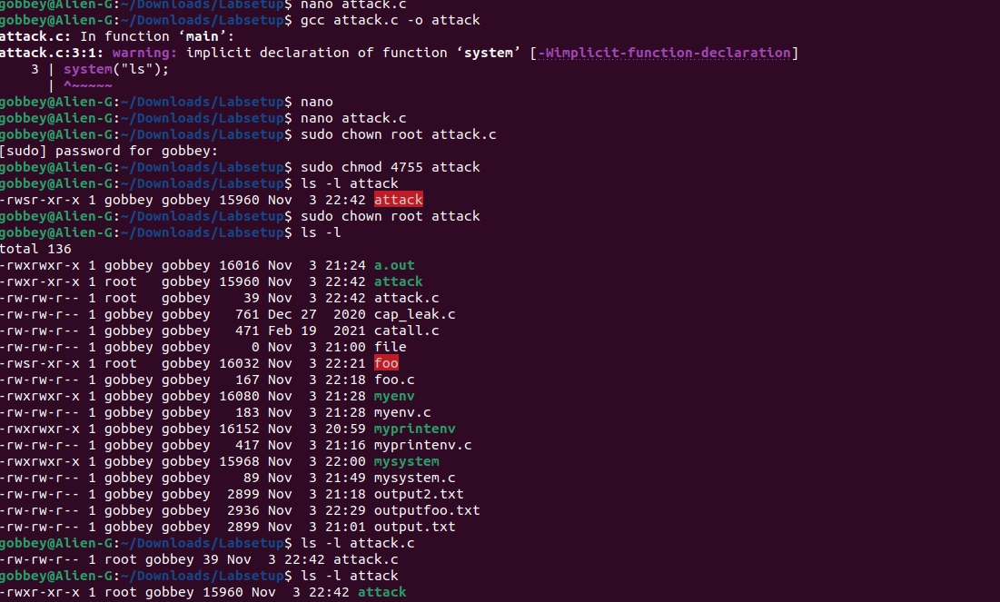 gobbey@Alien-G:~/Downloads/Labsetup$ nano attack.c
gobbey@Alien-G:~/Downloads/Labsetup$ gcc attack.c -o attack
attack.c: In function ‘main’:
attack.c:3:1: warning: implicit declaration of function ‘system’ [-Wimplicit-function-declaration]
    3 | system("ls");
      | ^~~~~~
gobbey@Alien-G:~/Downloads/Labsetup$ nano
gobbey@Alien-G:~/Downloads/Labsetup$ nano attack.c
gobbey@Alien-G:~/Downloads/Labsetup$ sudo chown root attack.c
[sudo] password for gobbey:
gobbey@Alien-G:~/Downloads/Labsetup$ sudo chmod 4755 attack
gobbey@Alien-G:~/Downloads/Labsetup$ ls -l attack
-rwsr-xr-x 1 gobbey gobbey 15960 Nov  3 22:42 attack
gobbey@Alien-G:~/Downloads/Labsetup$ sudo chown root attack
gobbey@Alien-G:~/Downloads/Labsetup$ ls -l
total 136
-rwxrwxr-x 1 gobbey gobbey 16016 Nov  3 21:24 a.out
-rwxr-xr-x 1 root   gobbey 15960 Nov  3 22:42 attack
-rw-rw-r-- 1 root   gobbey    39 Nov  3 22:42 attack.c
-rw-rw-r-- 1 gobbey gobbey   761 Dec 27  2020 cap_leak.c
-rw-rw-r-- 1 gobbey gobbey   471 Feb 19  2021 catall.c
-rw-rw-r-- 1 gobbey gobbey     0 Nov  3 21:00 file
-rwsr-xr-x 1 root   gobbey 16032 Nov  3 22:21 foo
-rw-rw-r-- 1 gobbey gobbey   167 Nov  3 22:18 foo.c
-rwxrwxr-x 1 gobbey gobbey 16080 Nov  3 21:28 myenv
-rw-rw-r-- 1 gobbey gobbey   183 Nov  3 21:28 myenv.c
-rwxrwxr-x 1 gobbey gobbey 16152 Nov  3 20:59 myprintenv
-rw-rw-r-- 1 gobbey gobbey   417 Nov  3 21:16 myprintenv.c
-rwxrwxr-x 1 gobbey gobbey 15968 Nov  3 22:00 mysystem
-rw-rw-r-- 1 gobbey gobbey    89 Nov  3 21:49 mysystem.c
-rw-rw-r-- 1 gobbey gobbey  2899 Nov  3 21:18 output2.txt
-rw-rw-r-- 1 gobbey gobbey  2936 Nov  3 22:29 outputfoo.txt
-rw-rw-r-- 1 gobbey gobbey  2899 Nov  3 21:01 output.txt
gobbey@Alien-G:~/Downloads/Labsetup$ ls -l attack.c
-rw-rw-r-- 1 root gobbey 39 Nov  3 22:42 attack.c
gobbey@Alien-G:~/Downloads/Labsetup$ ls -l attack
-rwxr-xr-x 1 root gobbey 15960 Nov  3 22:42 attack